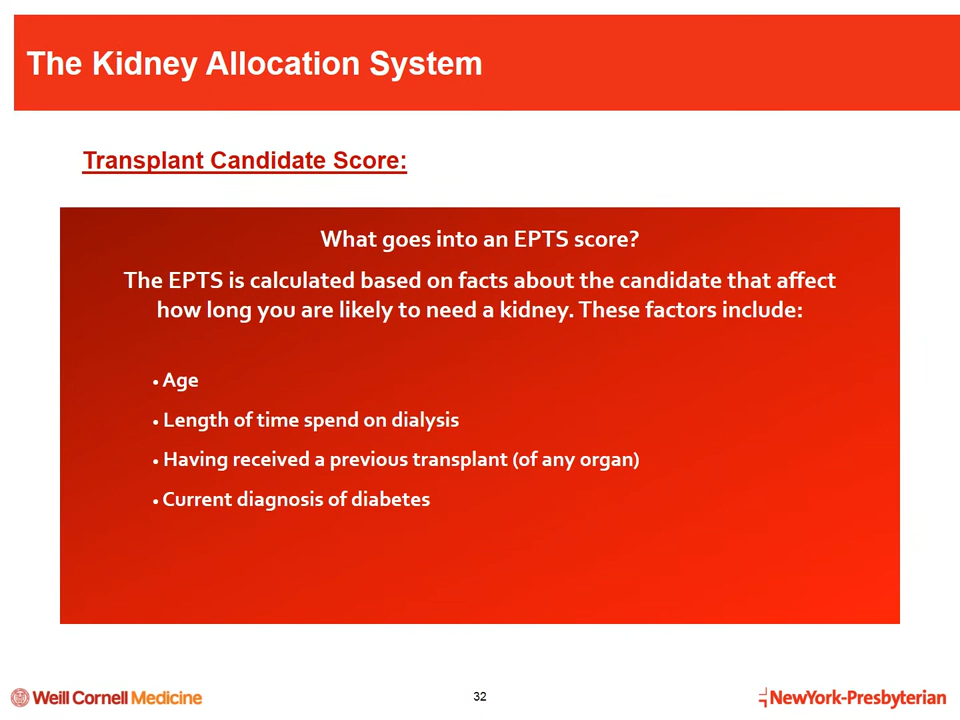 The Kidney Allocation System
Transplant Candidate Score:
What goes into an EPTS score?
The EPTS is calculated based on facts about the candidate that affect
how long you are likely to need a kidney. These factors include:
• Age
• Length of time spend on dialysis
• Having received a previous transplant (of any organ)
• Current diagnosis of diabetes
Weill Cornell Medicine
32
NewYork-Presbyterian